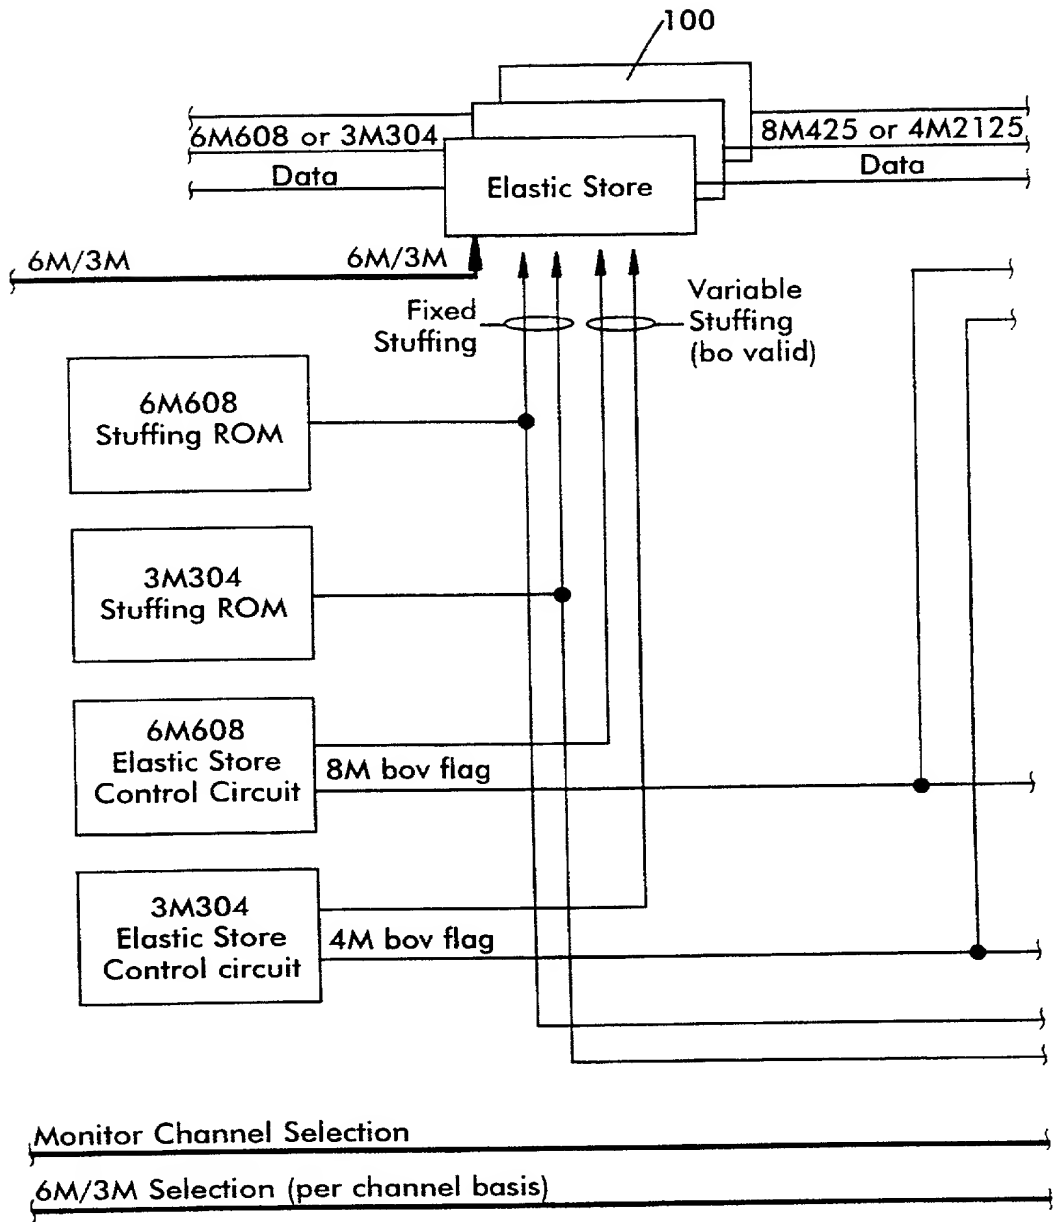 100
6M608 or 3M304
8M425 or 4M2125
Data
Data
Elastic Store
6M/3M
6M/3M
Fixed
Stuffing
Variable
Stuffing
(bo valid)
6M608
Stuffing ROM
3M304
Stuffing ROM
6M608
Elastic Store
Control Circuit
8M bov flag
3M304
Elastic Store
Control circuit
4M bov flag
Monitor Channel Selection
6M/3M Selection (per channel basis)